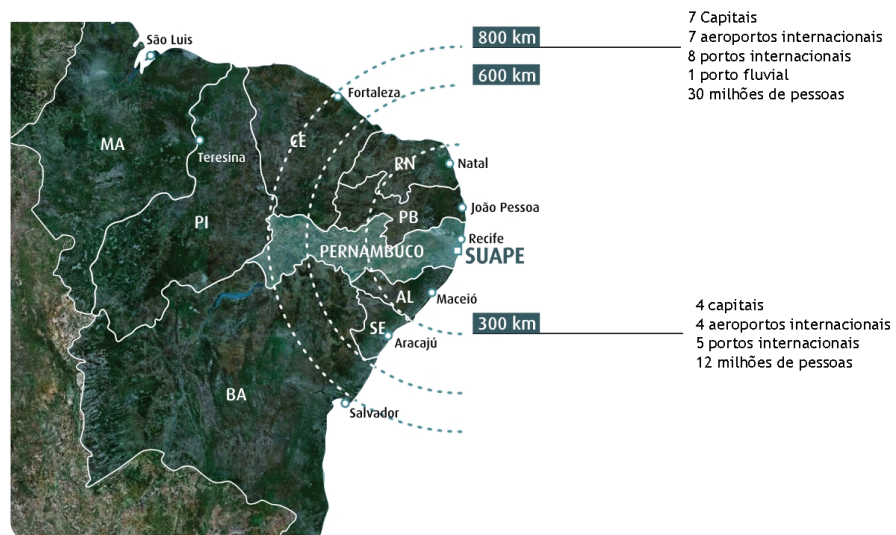 7 Capitais
7 aeroportos internacionais
8 portos internacionais
1 porto fluvial
30 milhões de pessoas
800 km
600 km
São Luis
Fortaleza
MA
Teresina
CE
RN
Natal
PI
PB
João Pessoa
Recife
PERNAMBUCO
SUAPE
AL
Maceió
SE
Aracajú
300 km
4 capitais
4 aeroportos internacionais
5 portos internacionais
12 milhões de pessoas
BA
Salvador